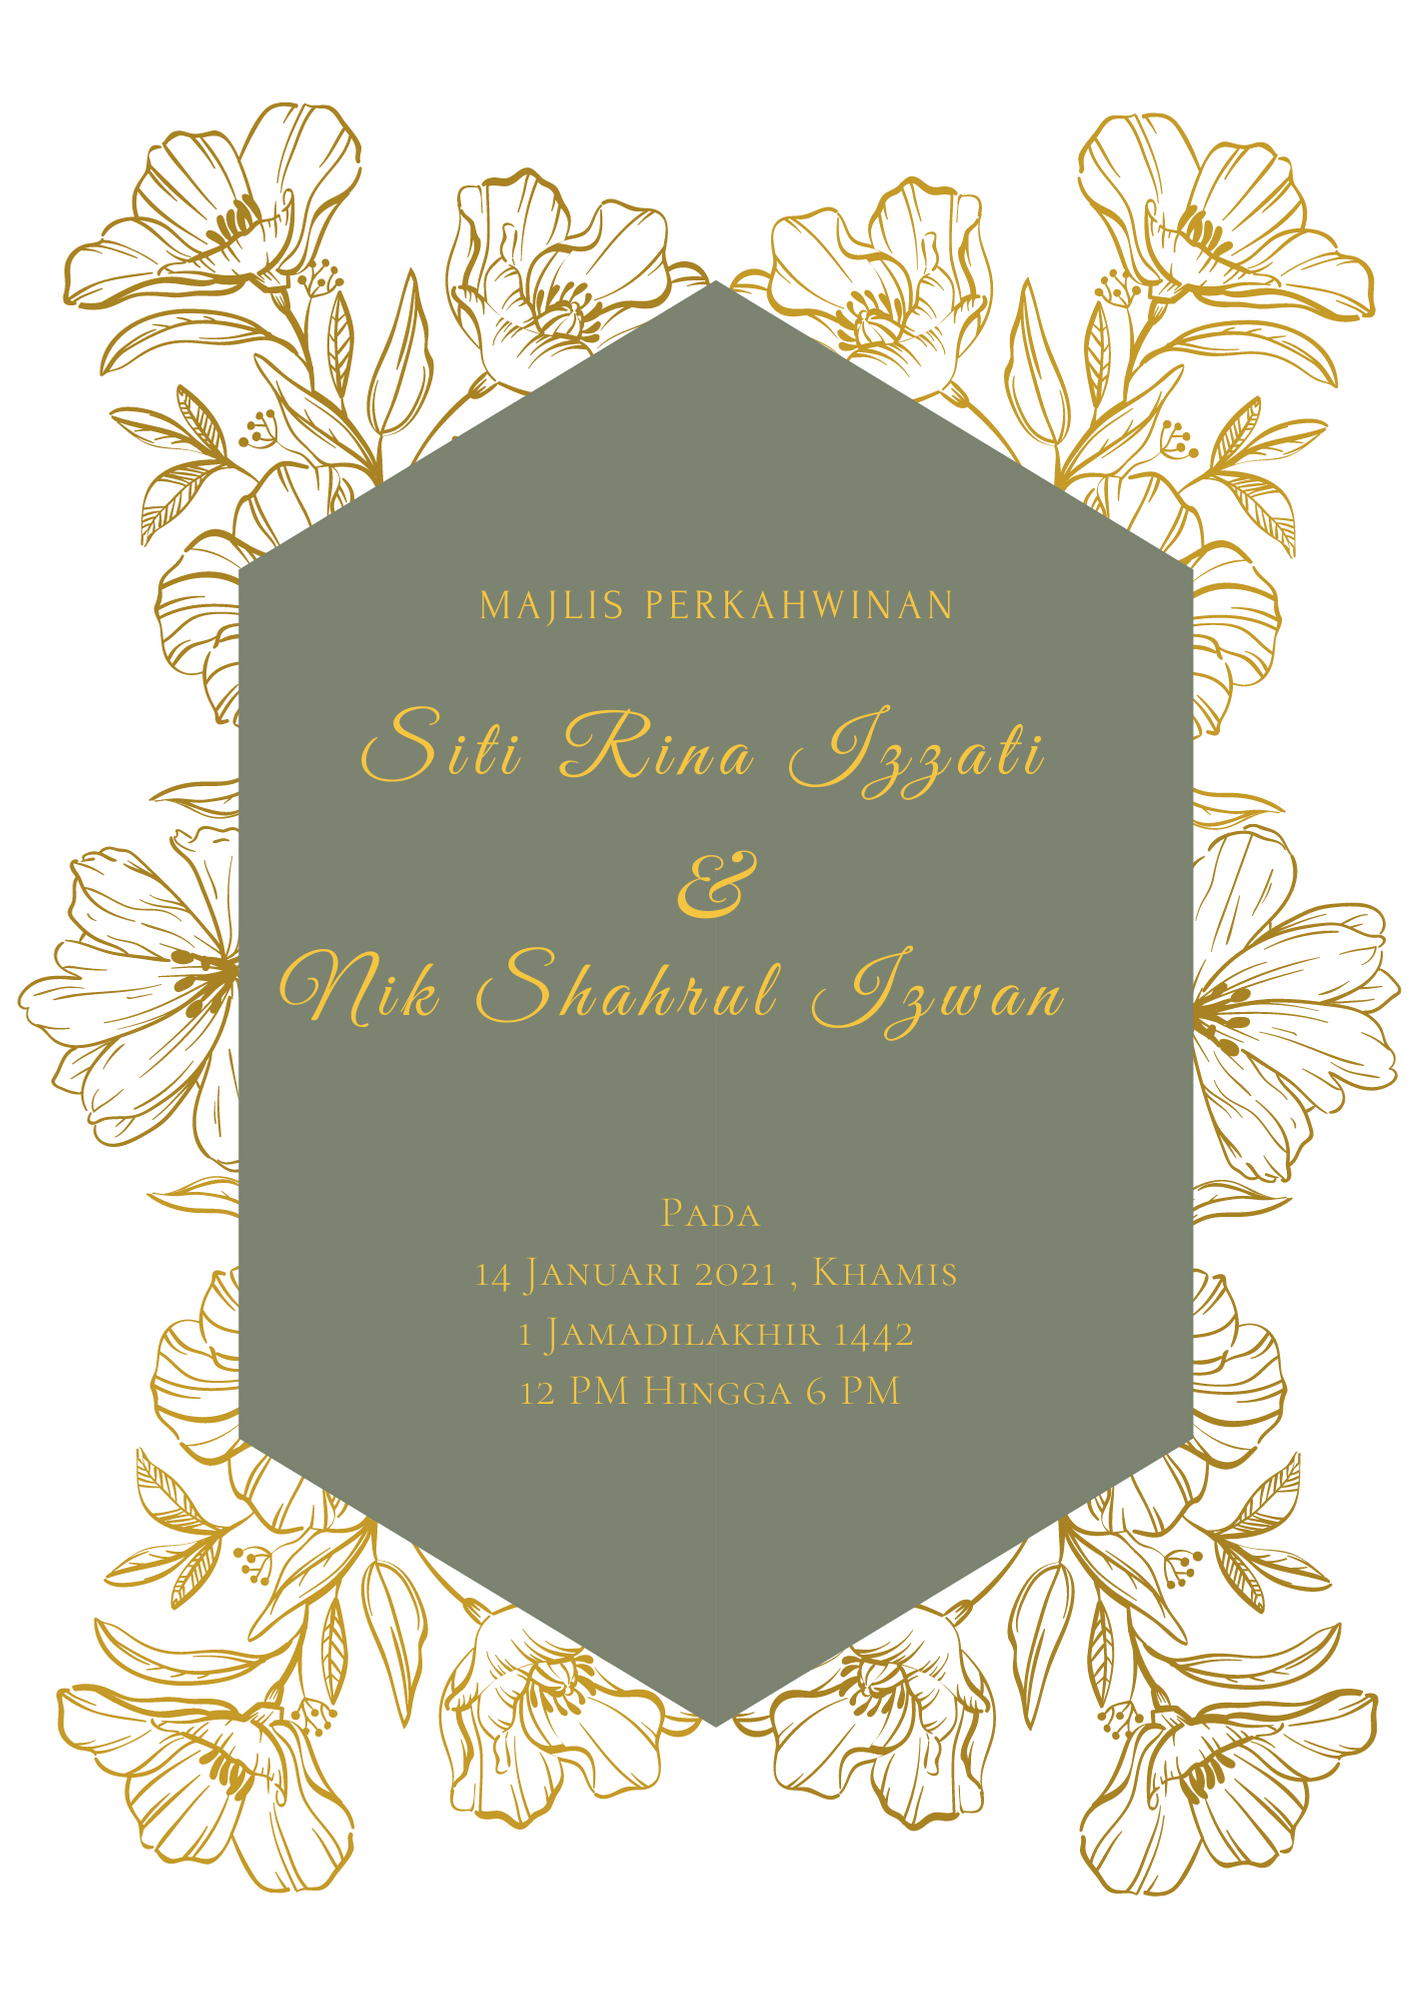 MAJLIS PERKAHWINAN
Siti Rina Izzati
&
Nik Shahrul Izwan
Pada
14 Januari 2021 , Khamis
1 Jamadilakhir 1442
12 PM Hingga 6 PM